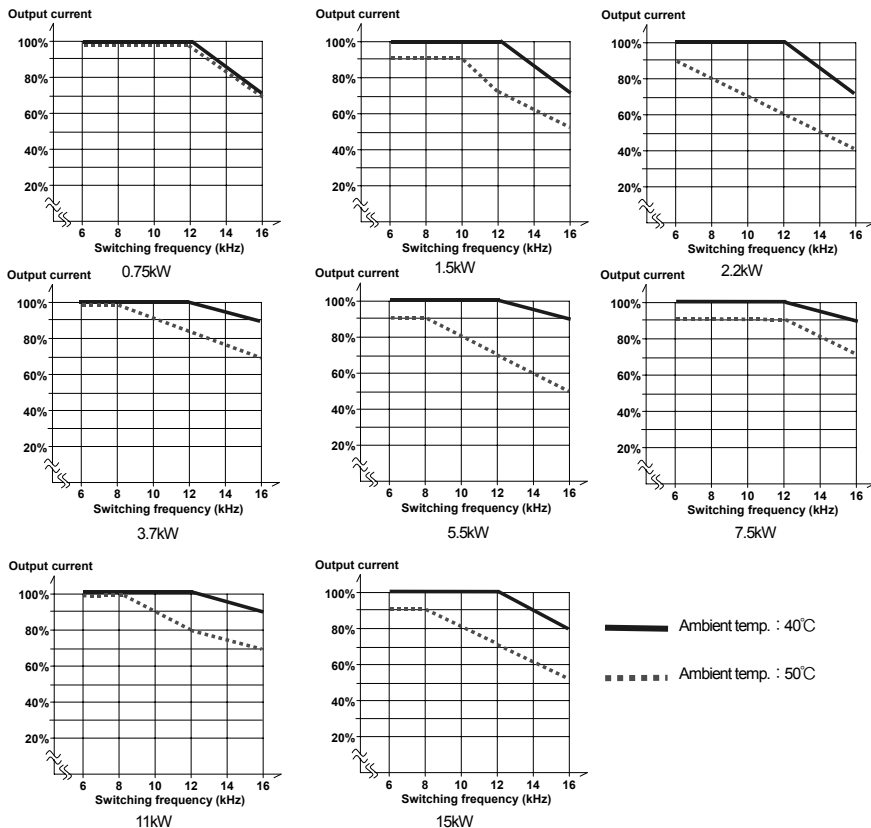 Output current
100%
80%
60%
40%
20%
6 8 10 12 14 16
Switching frequency (kHz)
0.75kW
Output current
100%
80%
60%
40%
20%
6 8 10 12 14 16
Switching frequency (kHz)
1.5kW
Output current
100%
80%
60%
40%
20%
6 8 10 12 14 16
Switching frequency (kHz)
2.2kW
Output current
100%
80%
60%
40%
20%
6 8 10 12 14 16
Switching frequency (kHz)
3.7kW
Output current
100%
80%
60%
40%
20%
6 8 10 12 14 16
Switching frequency (kHz)
5.5kW
Output current
100%
80%
60%
40%
20%
6 8 10 12 14 16
Switching frequency (kHz)
7.5kW
Output current
100%
80%
60%
40%
20%
6 8 10 12 14 16
Switching frequency (kHz)
11kW
Output current
100%
80%
60%
40%
20%
6 8 10 12 14 16
Switching frequency (kHz)
15kW
Ambient temp. : 40℃
Ambient temp. : 50℃